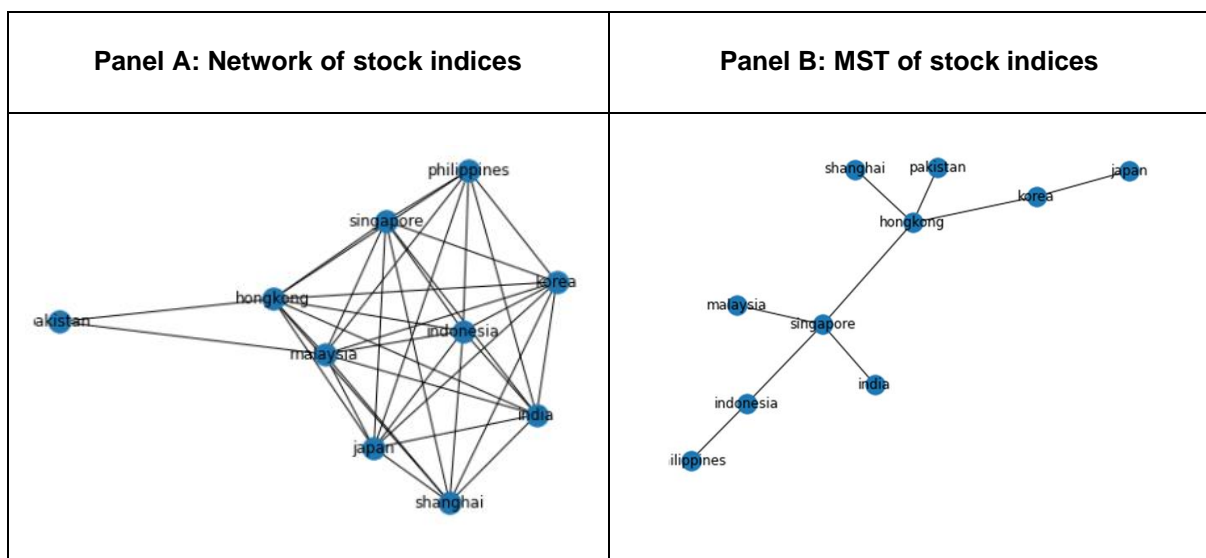 Panel A: Network of stock indices
Panel B: MST of stock indices
philippines
singapore
korea
hongkong
akistan
indonesia
malaysia
india
japan
shanghai
shanghai
pakistan
japan
korea
hongkong
malaysia
singapore
india
indonesia
ilippines